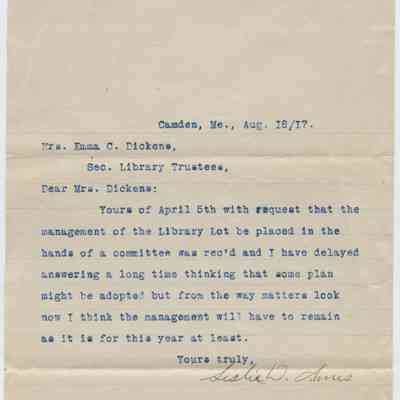 Camden, Me., Aug. 18/17.
Mrs. Emma C. Dickens,
Sec. Library Trustees,
Dear Mrs. Dickens:
Yours of April 5th with request that the
management of the Library Lot be placed in the
hands of a committee was rec'd and I have delayed
answering a long time thinking that some plan
might be adopted but from the way matters look
now I think the management will have to remain
as it is for this year at least.
Yours truly,
D.